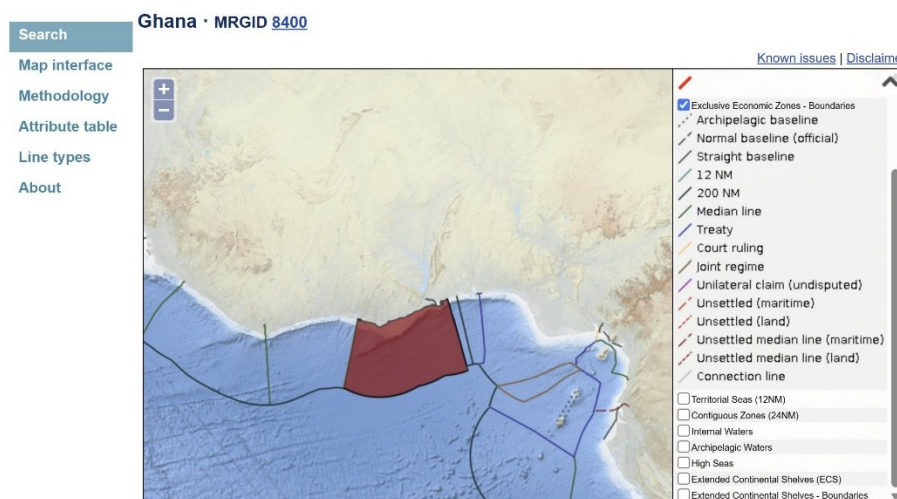 Ghana · MRGID 8400
Search
Map interface
Methodology
Attribute table
Line types
About
Known issues | Disclaime
+
−
Exclusive Economic Zones - Boundaries
Archipelagic baseline
Normal baseline (official)
Straight baseline
12 NM
200 NM
Median line
Treaty
Court ruling
Joint regime
Unilateral claim (undisputed)
Unsettled (maritime)
Unsettled (land)
Unsettled median line (maritime)
Unsettled median line (land)
Connection line
Territorial Seas (12NM)
Contiguous Zones (24NM)
Internal Waters
Archipelagic Waters
High Seas
Extended Continental Shelves (ECS)
Extended Continental Shelves - Boundaries